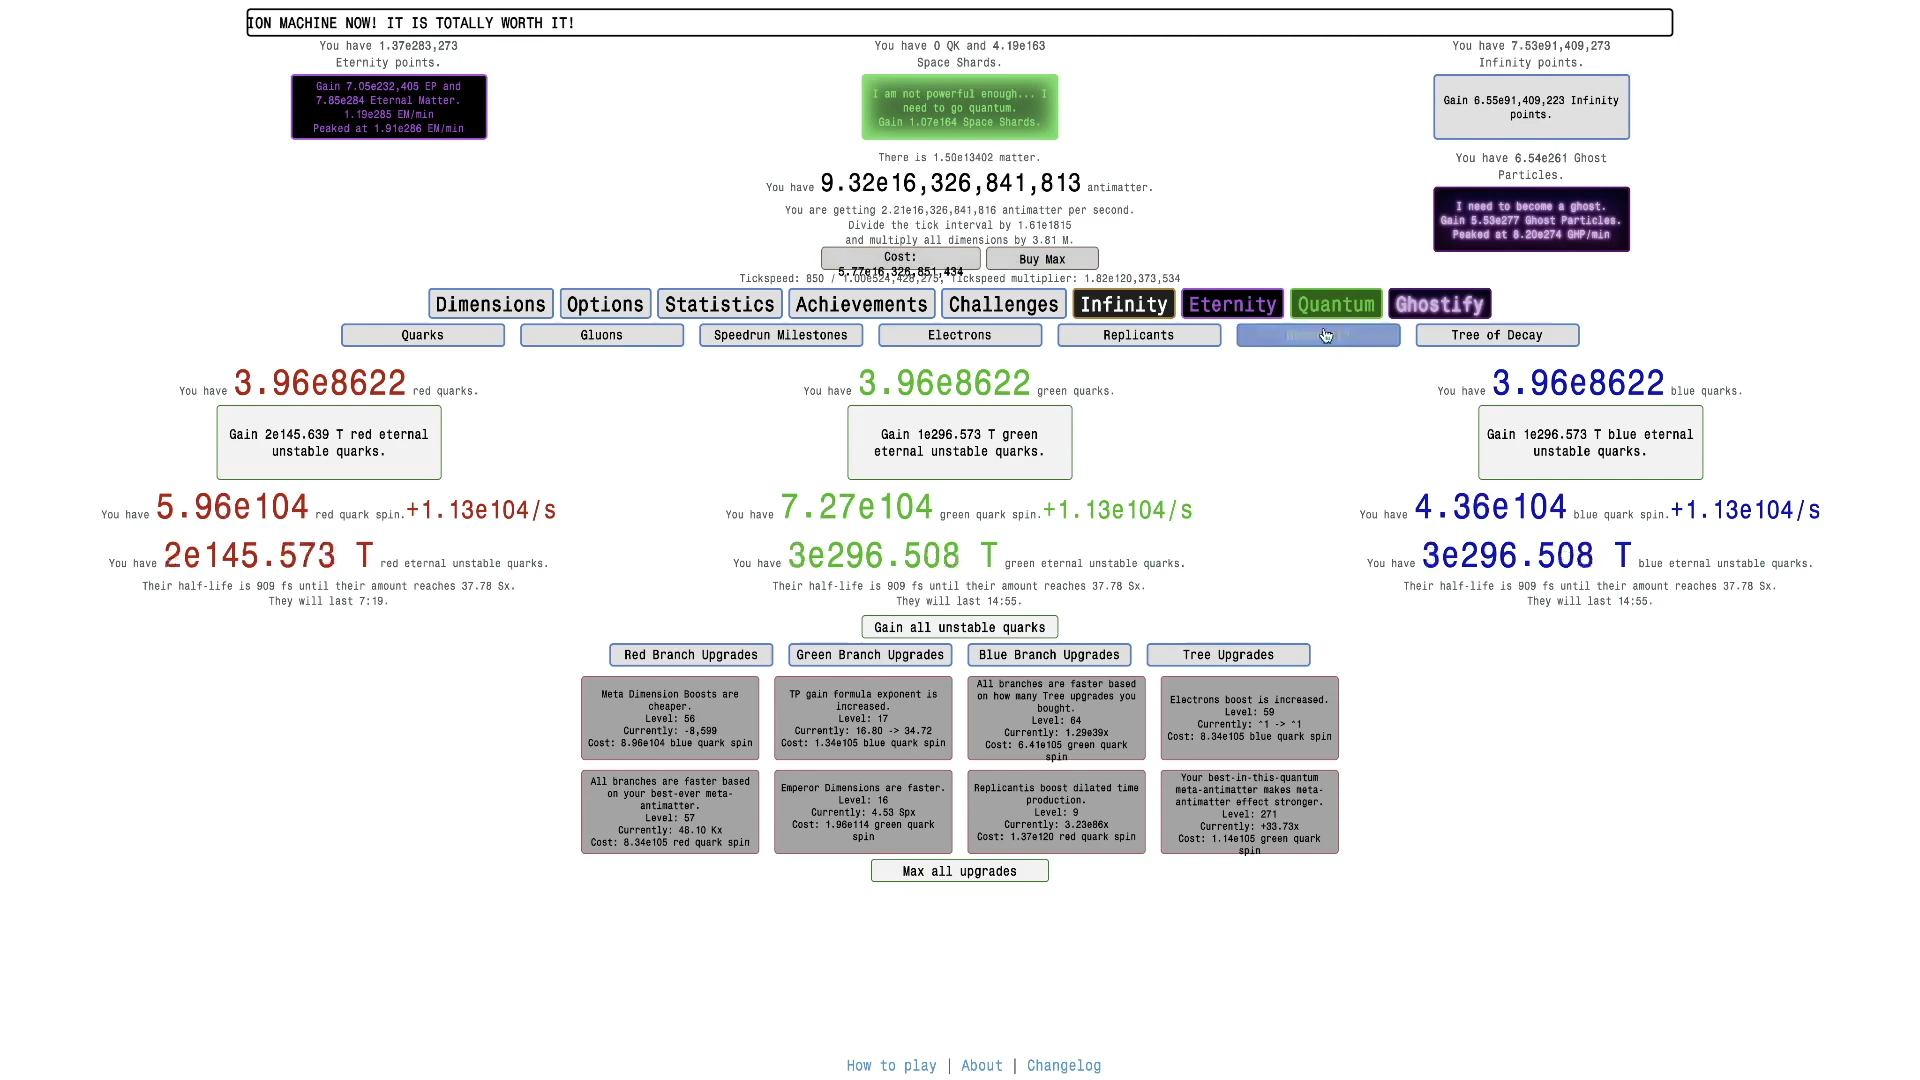 ION MACHINE NOW! IT IS TOTALLY WORTH IT!
You have 1.37e283,273
Eternity points.
Gain 7.05e232,405 EP and
7.85e284 Eternal Matter.
1.19e285 EM/min
Peaked at 1.91e286 EM/min
You have 0 QK and 4.19e163
Space Shards.
I am not powerful enough... I
need to go quantum.
Gain 1.07e164 Space Shards.
You have 7.53e91,409,273
Infinity points.
Gain 6.55e91,409,223 Infinity
points.
You have 6.54e261 Ghost
Particles.
I need to become a ghost.
Gain 5.53e277 Ghost Particles.
Peaked at 8.20e274 GHP/min
There is 1.50e13402 matter.
You have 9.32e16,326,841,813 antimatter.
You are getting 2.21e16,326,841,816 antimatter per second.
Divide the tick interval by 1.61e1815
and multiply all dimensions by 3.81 M.
Cost:
5.77e16,326,851,434
Buy Max
Tickspeed: 850 / 1.00e524,428,275, Tickspeed multiplier: 1.82e120,373,534
Dimensions Options Statistics Achievements Challenges Infinity Eternity Quantum Ghostify
Quarks Gluons Speedrun Milestones Electrons Replicants Tree of Decay
You have 3.96e8622 red quarks.
Gain 2e145.639 T red eternal
unstable quarks.
You have 5.96e104 red quark spin.+1.13e104/s
You have 2e145.573 T red eternal unstable quarks.
Their half-life is 909 fs until their amount reaches 37.78 Sx.
They will last 7:19.
You have 3.96e8622 green quarks.
Gain 1e296.573 T green
eternal unstable quarks.
You have 7.27e104 green quark spin.+1.13e104/s
You have 3e296.508 T green eternal unstable quarks.
Their half-life is 909 fs until their amount reaches 37.78 Sx.
They will last 14:55.
You have 3.96e8622 blue quarks.
Gain 1e296.573 T blue eternal
unstable quarks.
You have 4.36e104 blue quark spin.+1.13e104/s
You have 3e296.508 T blue eternal unstable quarks.
Their half-life is 909 fs until their amount reaches 37.78 Sx.
They will last 14:55.
Gain all unstable quarks
Red Branch Upgrades Green Branch Upgrades Blue Branch Upgrades Tree Upgrades
Meta Dimension Boosts are
cheaper.
Level: 56
Currently: -8,599
Cost: 8.96e104 blue quark spin
TP gain formula exponent is
increased.
Level: 17
Currently: 16.80 -> 34.72
Cost: 1.34e105 blue quark spin
All branches are faster based
on how many Tree upgrades you
bought.
Level: 64
Currently: 1.29e39x
Cost: 6.41e105 green quark
spin
Electrons boost is increased.
Level: 59
Currently: ^1 -> ^1
Cost: 8.34e105 blue quark spin
All branches are faster based
on your best-ever meta-
antimatter.
Level: 57
Currently: 48.10 Kx
Cost: 8.34e105 red quark spin
Emperor Dimensions are faster.
Level: 16
Currently: 4.53 Spx
Cost: 1.96e114 green quark
spin
Replicantis boost dilated time
production.
Level: 9
Currently: 3.23e86x
Cost: 1.37e120 red quark spin
Your best-in-this-quantum
meta-antimatter makes meta-
antimatter effect stronger.
Level: 271
Currently: +33.73x
Cost: 1.14e105 green quark
spin
Max all upgrades
How to play | About | Changelog